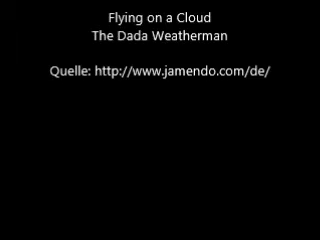 Flying on a Cloud
The Dada Weatherman
Quelle: http://www.jamendo.com/de/